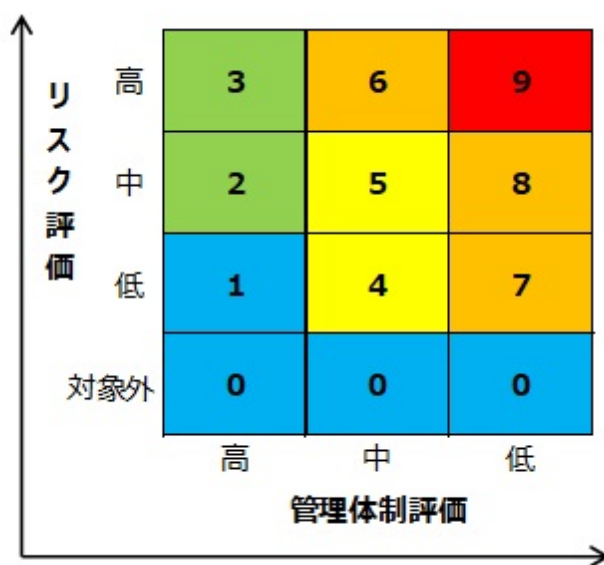 リスク評価
高 3 6 9
中 2 5 8
低 1 4 7
対象外 0 0 0
高 中 低
管理体制評価